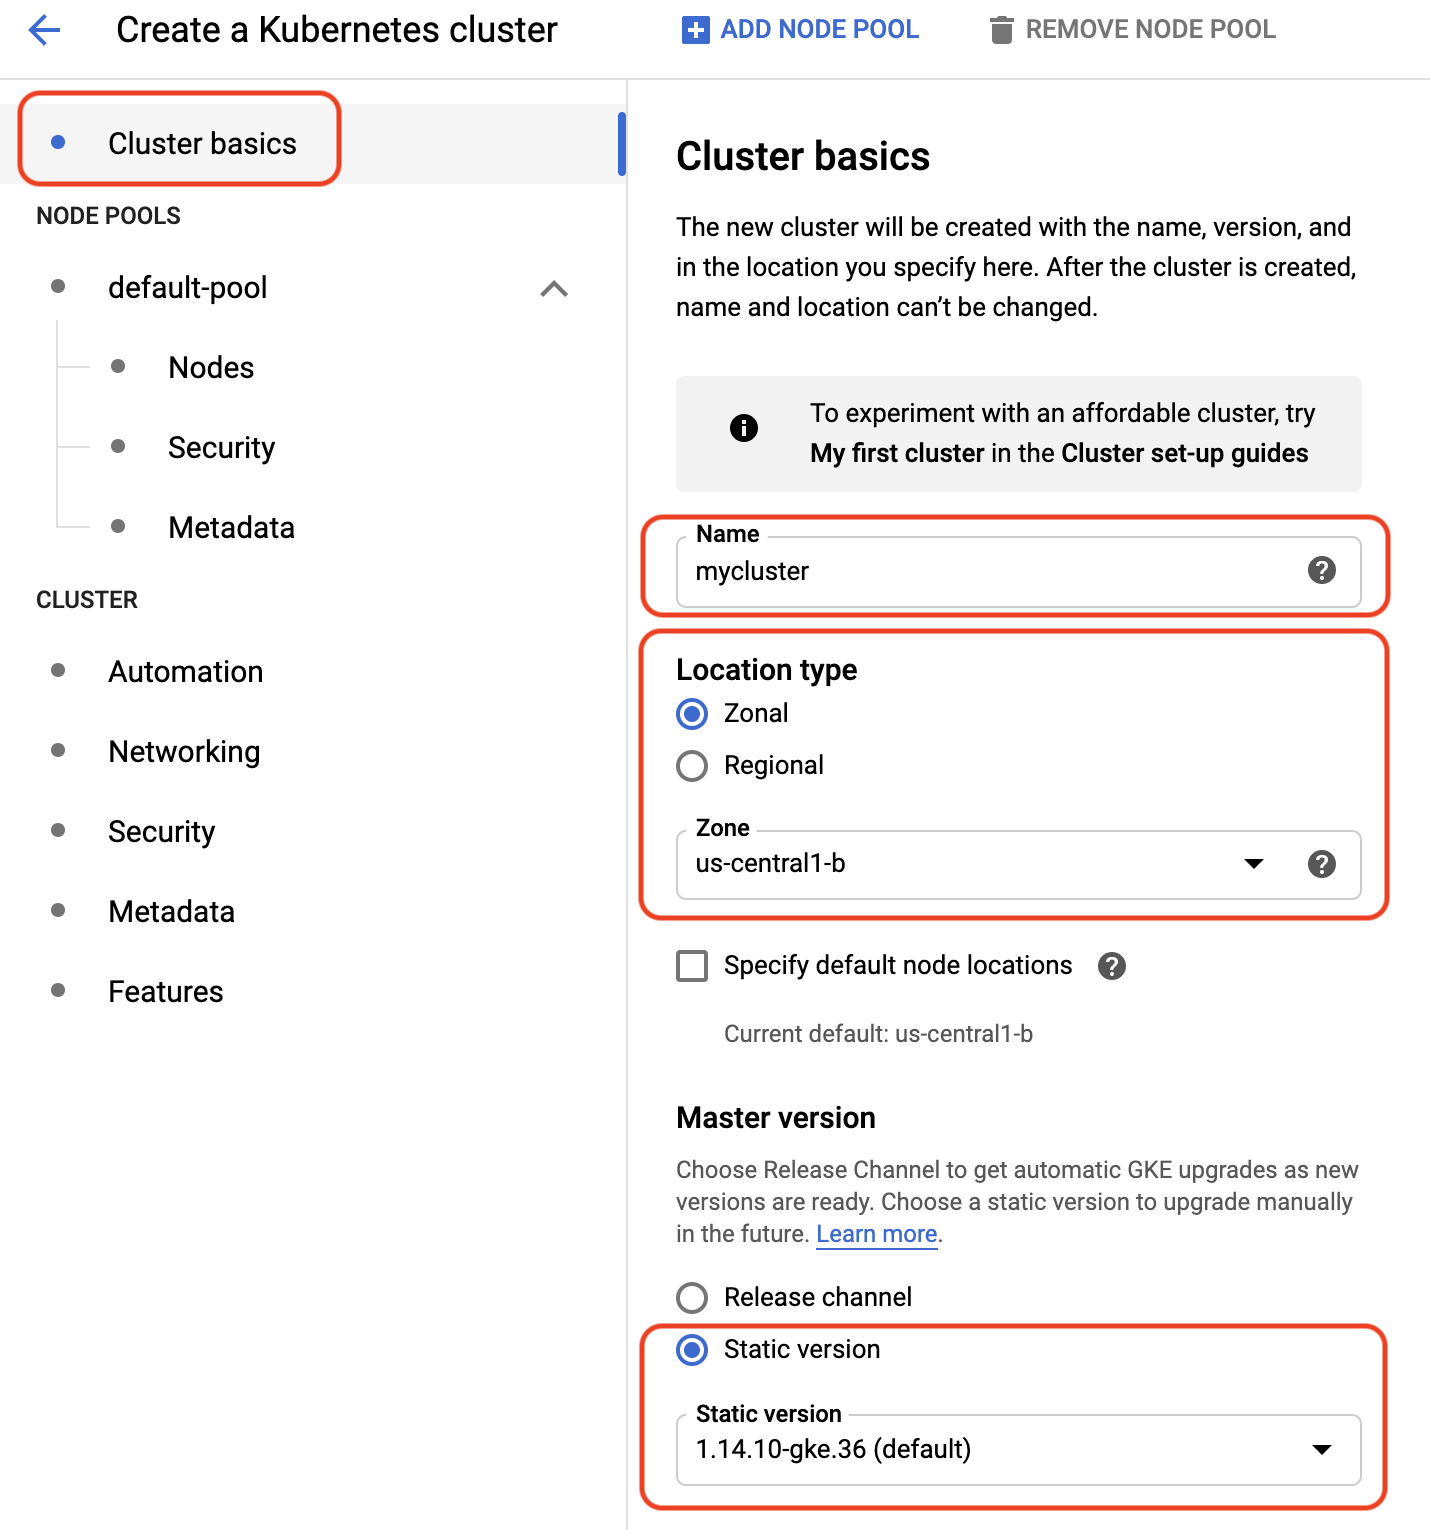 Create a Kubernetes cluster
ADD NODE POOL
REMOVE NODE POOL
Cluster basics
NODE POOLS
default-pool
Nodes
Security
Metadata
CLUSTER
Automation
Networking
Security
Metadata
Features
Cluster basics
The new cluster will be created with the name, version, and
in the location you specify here. After the cluster is created,
name and location can’t be changed.
To experiment with an affordable cluster, try
My first cluster in the Cluster set-up guides
Name
mycluster
Location type
Zonal
Regional
Zone
us-central1-b
Specify default node locations
Current default: us-central1-b
Master version
Choose Release Channel to get automatic GKE upgrades as new
versions are ready. Choose a static version to upgrade manually
in the future. Learn more.
Release channel
Static version
Static version
1.14.10-gke.36 (default)